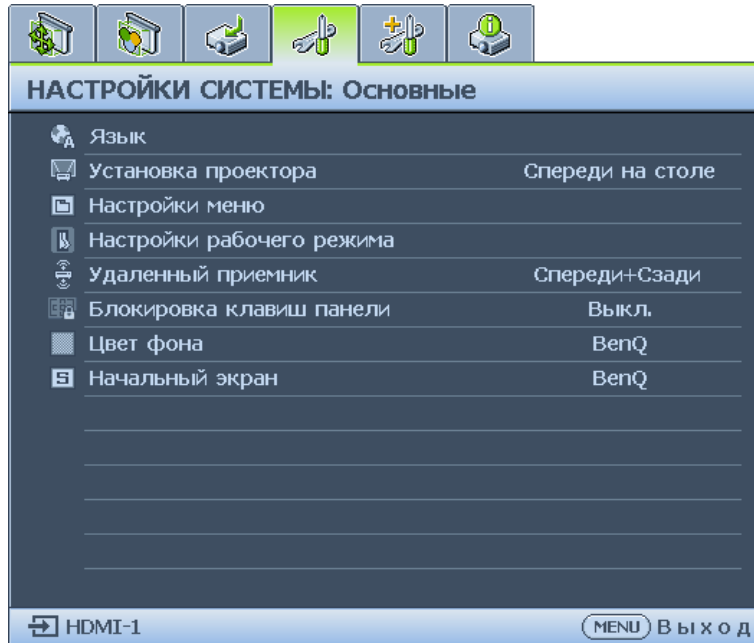 НАСТРОЙКИ СИСТЕМЫ: Основные
Язык
Установка проектора Спереди на столе
Настройки меню
Настройки рабочего режима
Удаленный приемник Спереди+Сзади
Блокировка клавиш панели Выкл.
Цвет фона BenQ
Начальный экран BenQ
HDMI-1 MENU Выход